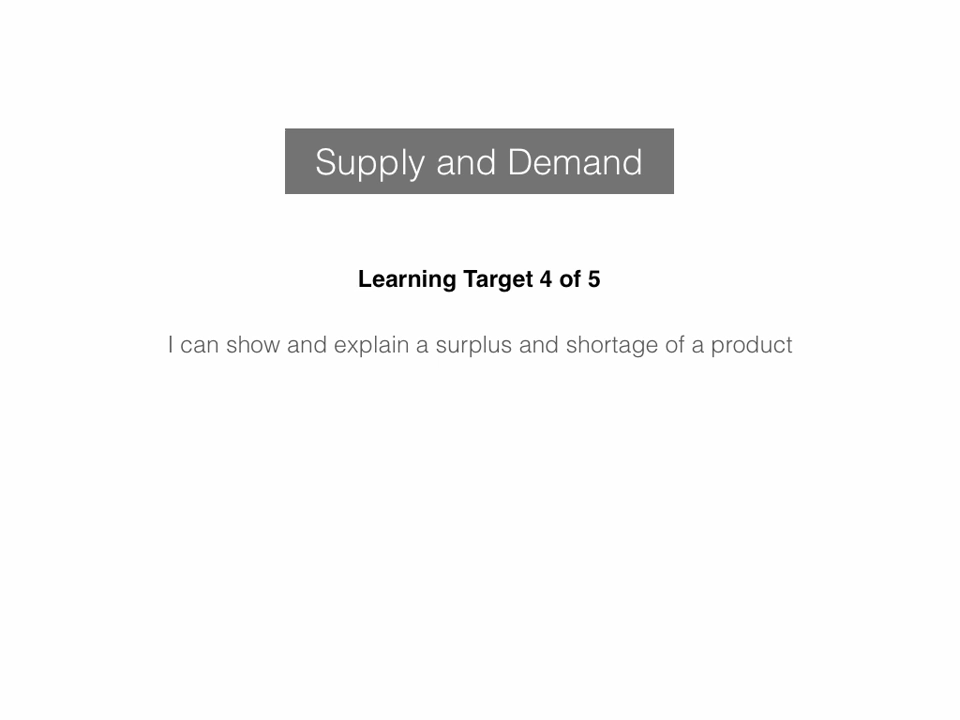 Supply and Demand
Learning Target 4 of 5
I can show and explain a surplus and shortage of a product